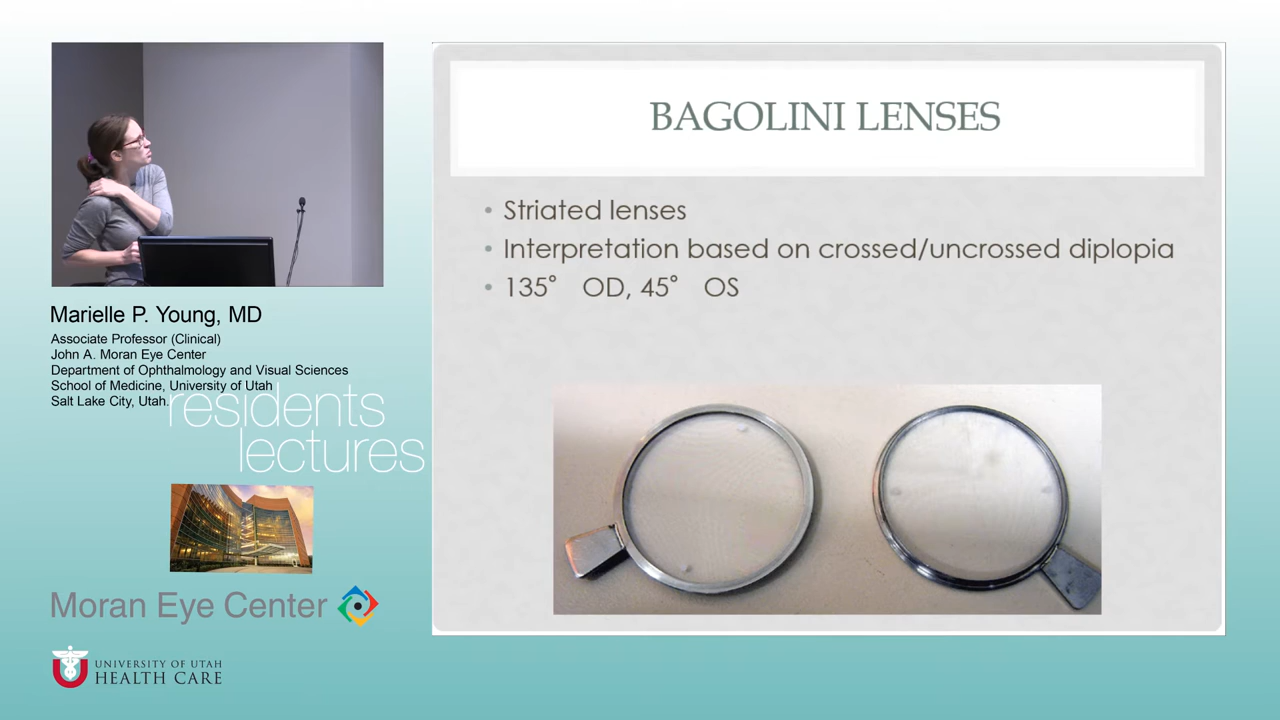 Marielle P. Young, MD
Associate Professor (Clinical)
John A. Moran Eye Center
Department of Ophthalmology and Visual Sciences
School of Medicine, University of Utah
Salt Lake City, Utah.
residents
lectures
Moran Eye Center
UNIVERSITY OF UTAH
HEALTH CARE
BAGOLINI LENSES
• Striated lenses
• Interpretation based on crossed/uncrossed diplopia
• 135° OD, 45° OS